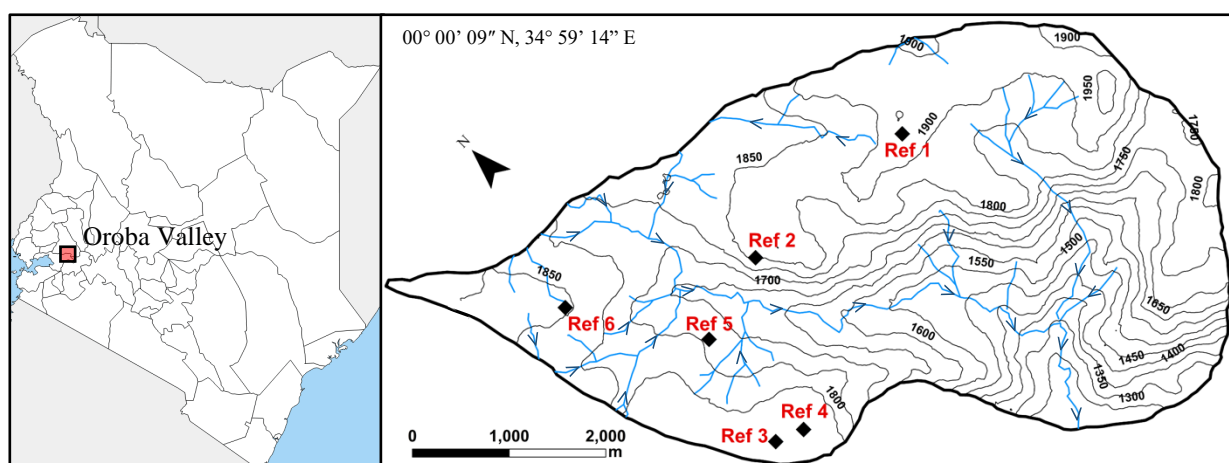 00° 00’ 09″ N, 34° 59’ 14” E
1900
1900
1950
N
1900
1750
1750
Ref 1
1850
1800
1800
Oroba Valley
Ref 2
1500
1850
1700
1550
1650
Ref 6
Ref 5
1600
1450
1400
1350
1800
1300
Ref 4
Ref 3
0 1,000 2,000
m